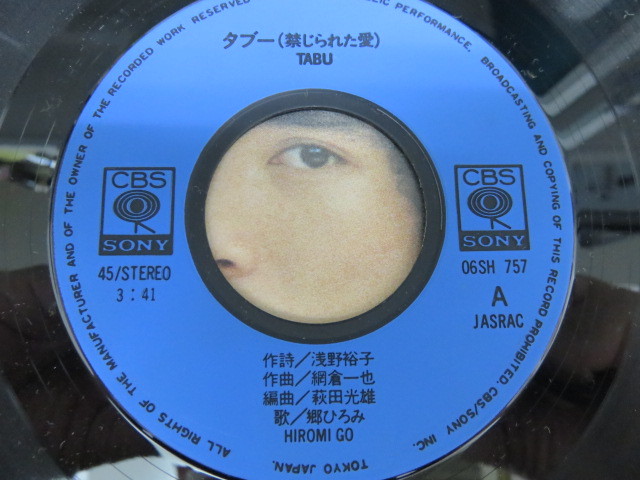 タブー(禁じられた愛)
TABU
CBS
SONY
45/STEREO
3:41
CBS
SONY
06SH 757
A
JASRAC
作詩/浅野裕子
作曲/網倉一也
編曲/萩田光雄
歌/郷ひろみ
HIROMI GO
ALL RIGHTS OF THE MANUFACTURER AND OF THE OWNER OF THE RECORDED WORK PERFORMANCE, BROADCASTING AND COPYING OF THIS RECORD PROHIBITED. CBS/SONY INC.
TOKYO JAPAN.